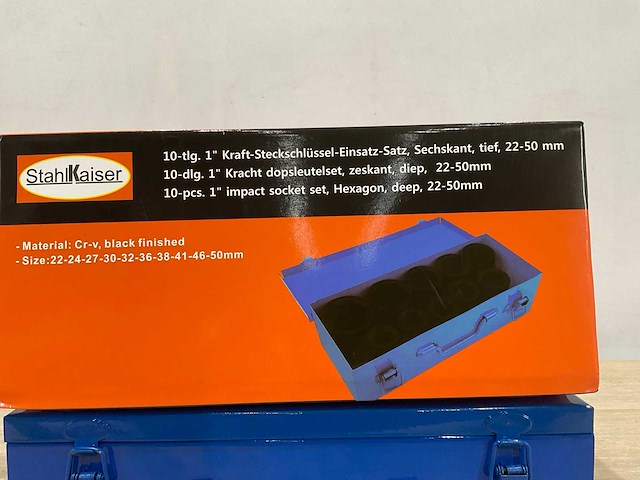 StahlKaiser
10-tlg. 1" Kraft-Steckschlüssel-Einsatz-Satz, Sechskant, tief, 22-50 mm
10-dlg. 1" Kracht dopsleutelset, zeskant, diep, 22-50mm
10-pcs. 1" impact socket set, Hexagon, deep, 22-50mm
- Material: Cr-v, black finished
- Size:22-24-27-30-32-36-38-41-46-50mm